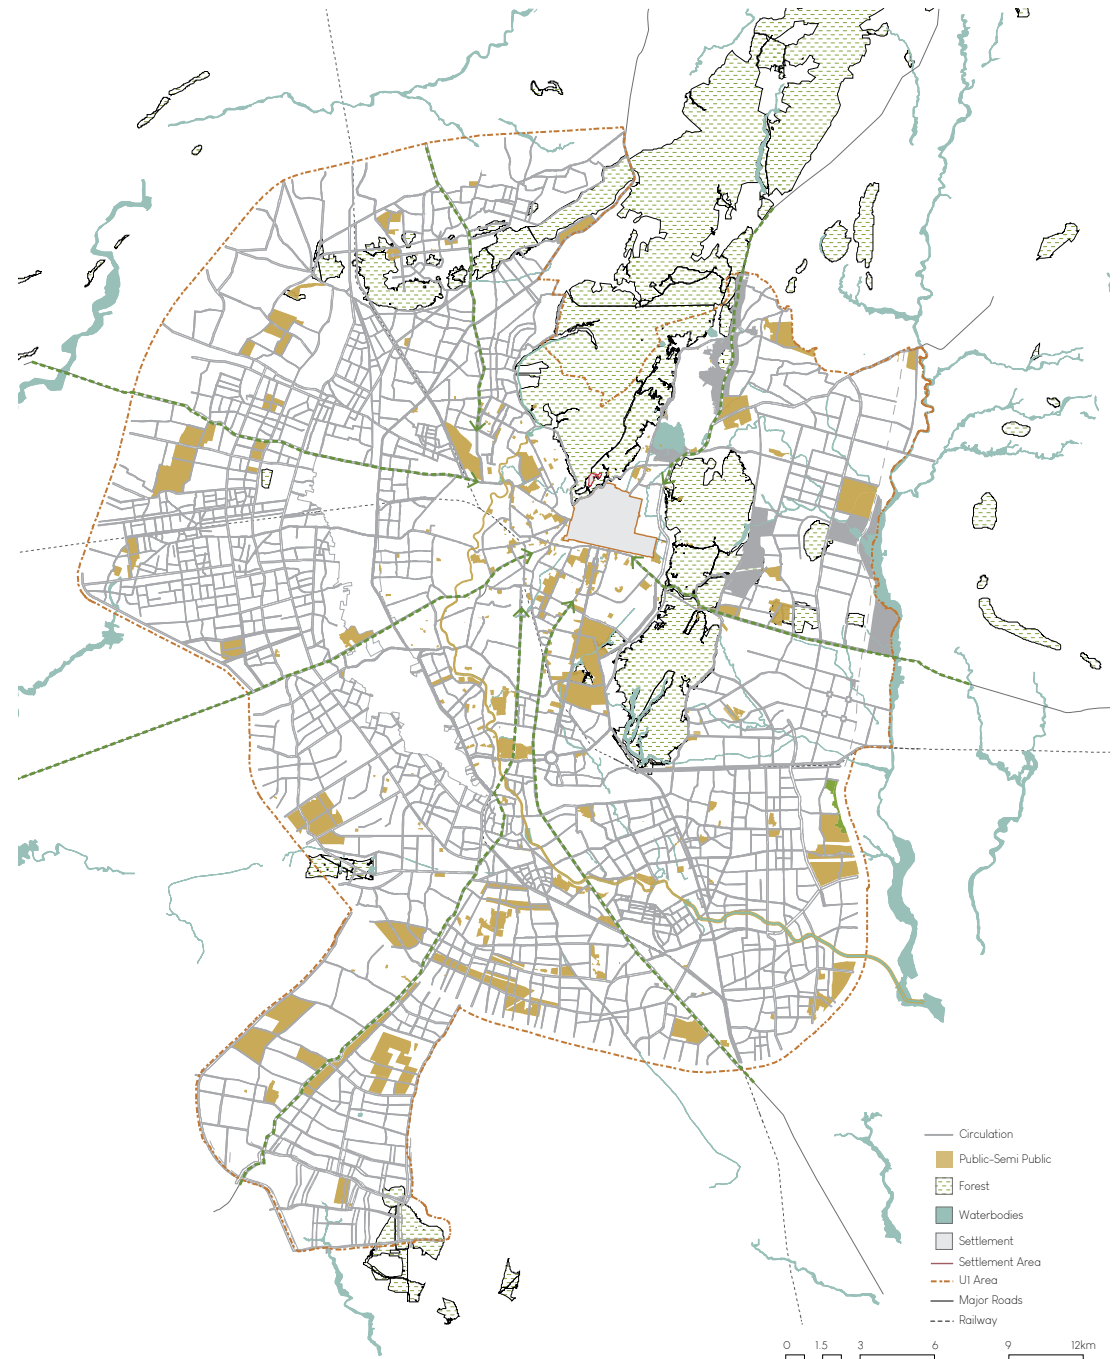 Circulation
Public-Semi Public
Forest
Waterbodies
Settlement
Settlement Area
U1 Area
Major Roads
Railway
0 1.5 3 6 9 12km